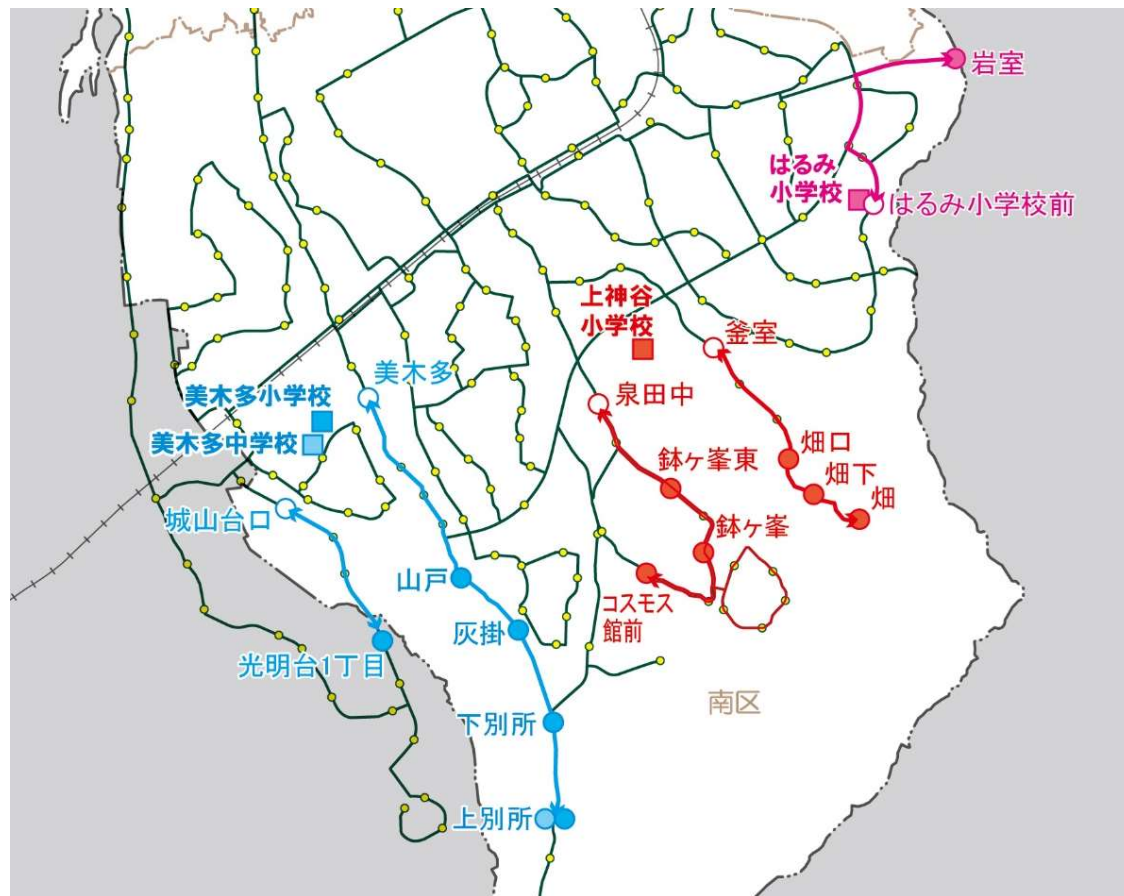 岩室
はるみ
小学校
はるみ小学校前
上神谷
小学校
釜室
美木多
泉田中
美木多小学校
美木多中学校
畑口
鉢ヶ峯東
畑下
畑
城山台口
鉢ヶ峯
山戸
コスモス
館前
灰掛
光明台1丁目
南区
下別所
上別所